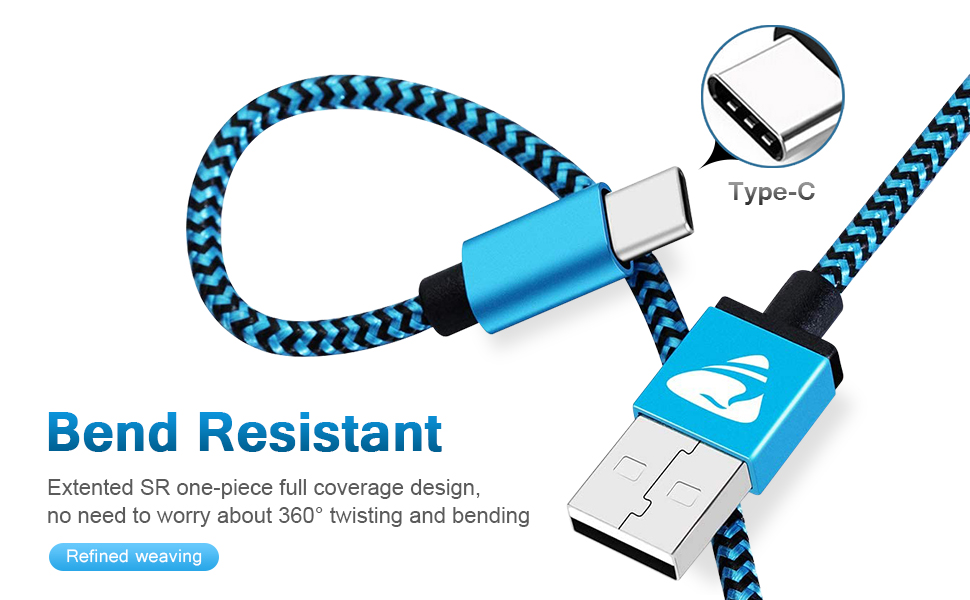 Type-C
Bend Resistant
Extented SR one-piece full coverage design,
no need to worry about 360° twisting and bending
Refined weaving